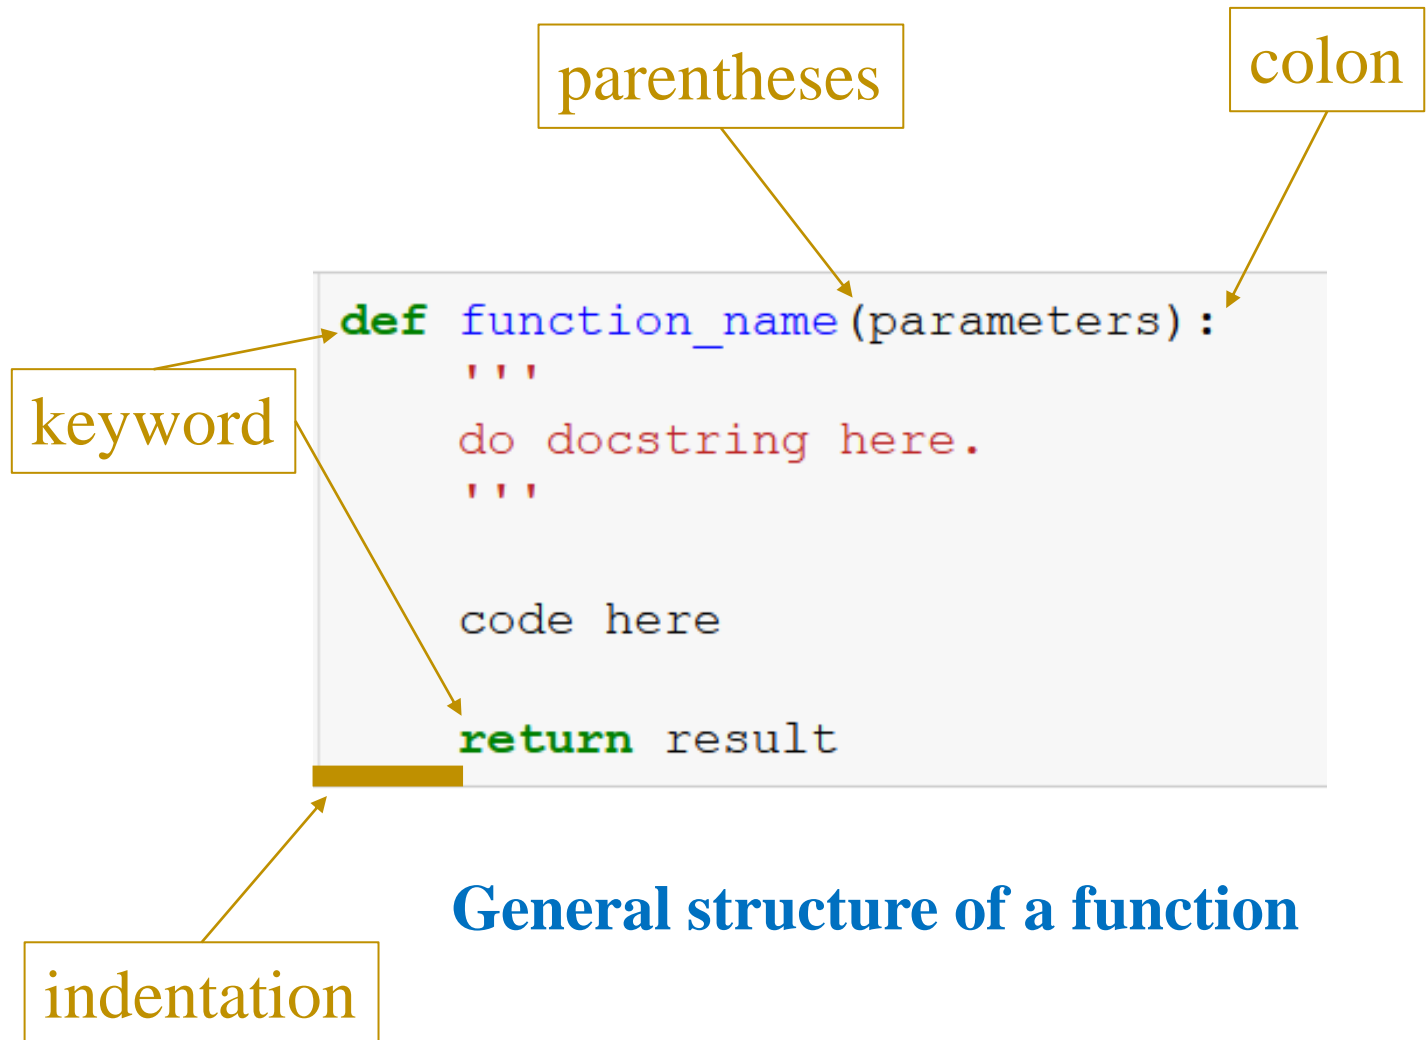 parentheses
colon
keyword
def function_name(parameters):
'''
do docstring here.
'''
code here
return result
General structure of a function
indentation